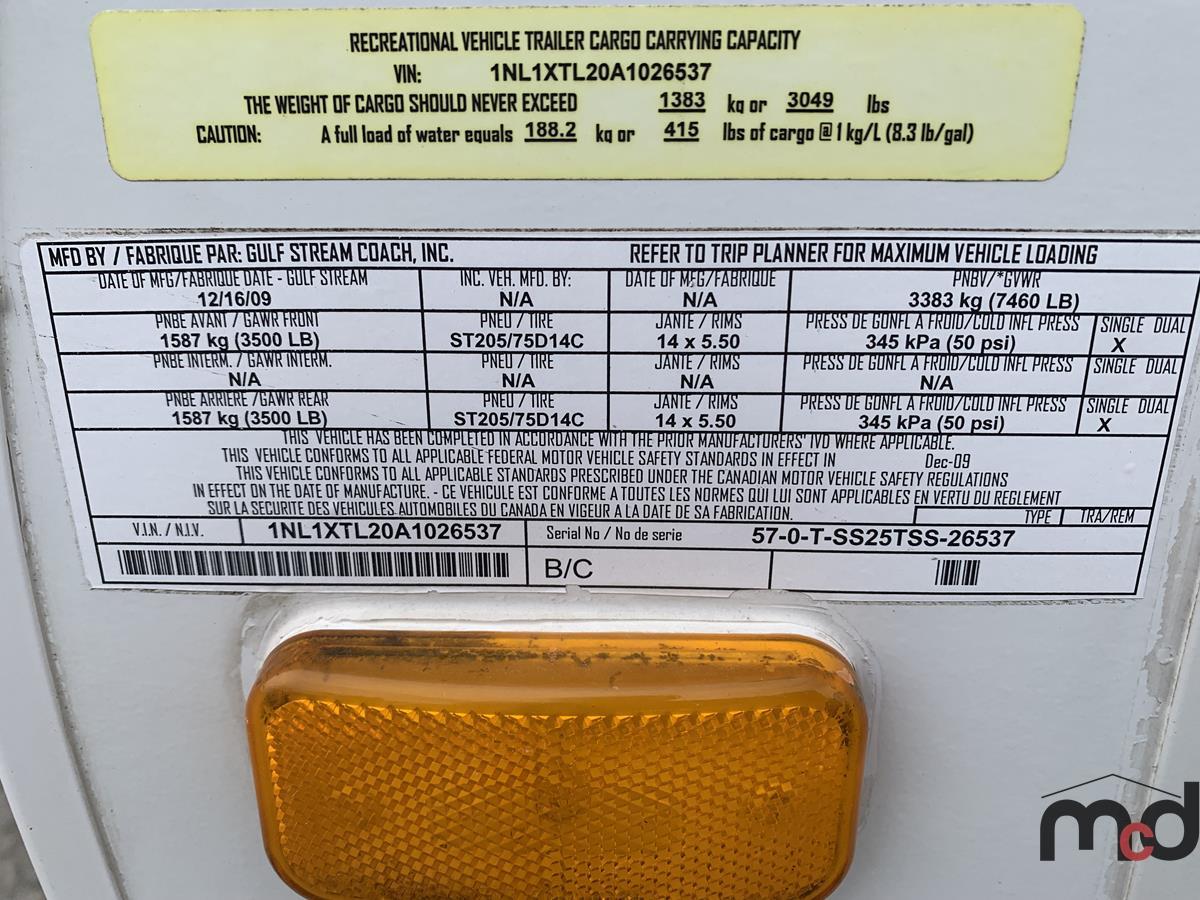 RECREATIONAL VEHICLE TRAILER CARGO CARRYING CAPACITY
VIN: 1NL1XTL20A1026537
THE WEIGHT OF CARGO SHOULD NEVER EXCEED 1383 kg or 3049 lbs
CAUTION: A full load of water equals 188.2 kg or 415 lbs of cargo @ 1 kg/L (8.3 lb/gal)
MFD BY / FABRIQUE PAR: GULF STREAM COACH, INC. REFER TO TRIP PLANNER FOR MAXIMUM VEHICLE LOADING
DATE OF MFG/FABRIQUE DATE - GULF STREAM INC. VEH. MFD. BY: DATE OF MFG/FABRIQUE PNBV/*GVWR
12/16/09 N/A N/A 3383 kg (7460 LB)
PNBE AVANT / GAWR FRONT PNEU / TIRE JANTE / RIMS PRESS DE GONFL A FROID/COLD INFL PRESS SINGLE DUAL
1587 kg (3500 LB) ST205/75D14C 14 x 5.50 345 kPa (50 psi) X
PNBE INTERM. / GAWR INTERM. PNEU / TIRE JANTE / RIMS PRESS DE GONFL A FROID/COLD INFL PRESS SINGLE DUAL
N/A N/A N/A N/A
PNBE ARRIERE /GAWR REAR PNEU / TIRE JANTE / RIMS PRESS DE GONFL A FROID/COLD INFL PRESS SINGLE DUAL
1587 kg (3500 LB) ST205/75D14C 14 x 5.50 345 kPa (50 psi) X
THIS VEHICLE HAS BEEN COMPLETED IN ACCORDANCE WITH THE PRIOR MANUFACTURERS' IVD WHERE APPLICABLE.
THIS VEHICLE CONFORMS TO ALL APPLICABLE FEDERAL MOTOR VEHICLE SAFETY STANDARDS IN EFFECT IN Dec-09
THIS VEHICLE CONFORMS TO ALL APPLICABLE STANDARDS PRESCRIBED UNDER THE CANADIAN MOTOR VEHICLE SAFETY REGULATIONS
IN EFFECT ON THE DATE OF MANUFACTURE. - CE VEHICULE EST CONFORME A TOUTES LES NORMES QUI LUI SONT APPLICABLES EN VERTU DU REGLEMENT
SUR LA SECURITE DES VEHICULES AUTOMOBILES DU CANADA EN VIGEUR A LA DATE DE SA FABRICATION.
TYPE TRA/REM
V.I.N. / N.I.V. 1NL1XTL20A1026537 Serial No / No de serie 57-0-T-SS25TSS-26537
B/C
mcd